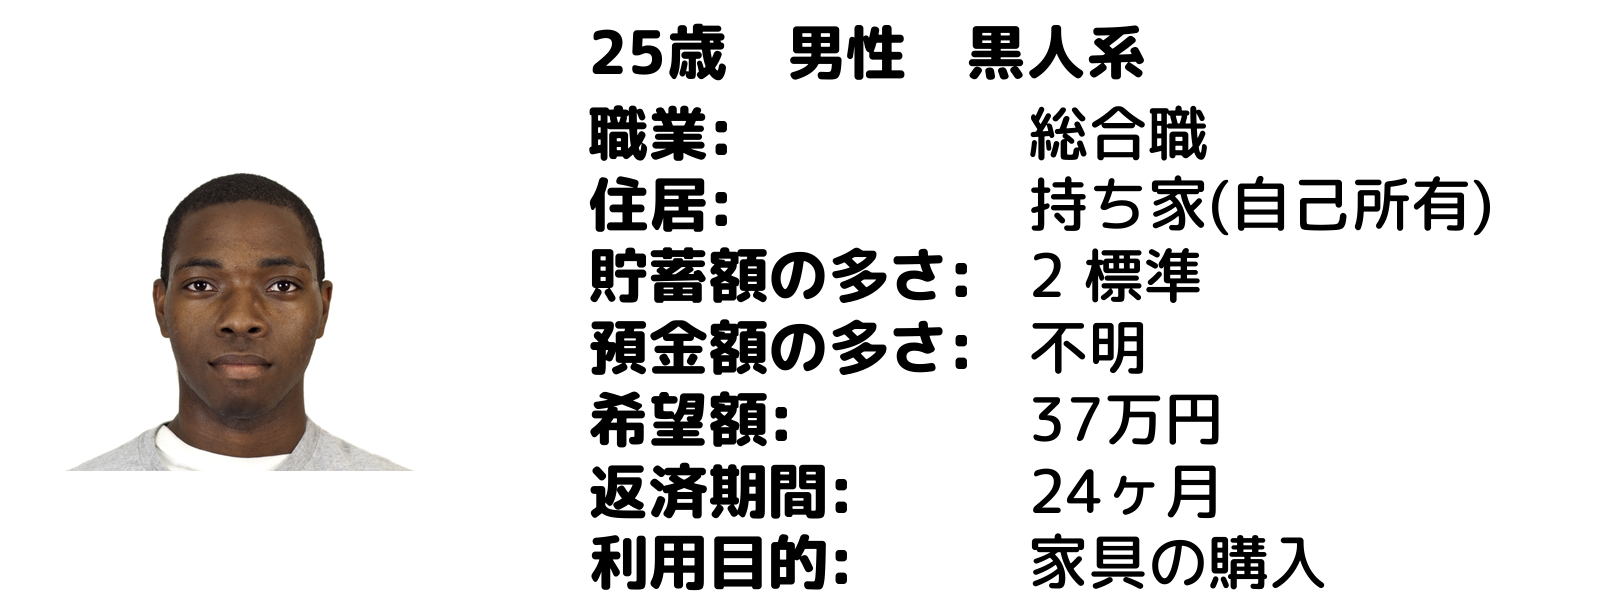 25歳　男性　黒人系
職業:　総合職
住居:　持ち家(自己所有)
貯蓄額の多さ:　2 標準
預金額の多さ:　不明
希望額:　37万円
返済期間:　24ヶ月
利用目的:　家具の購入